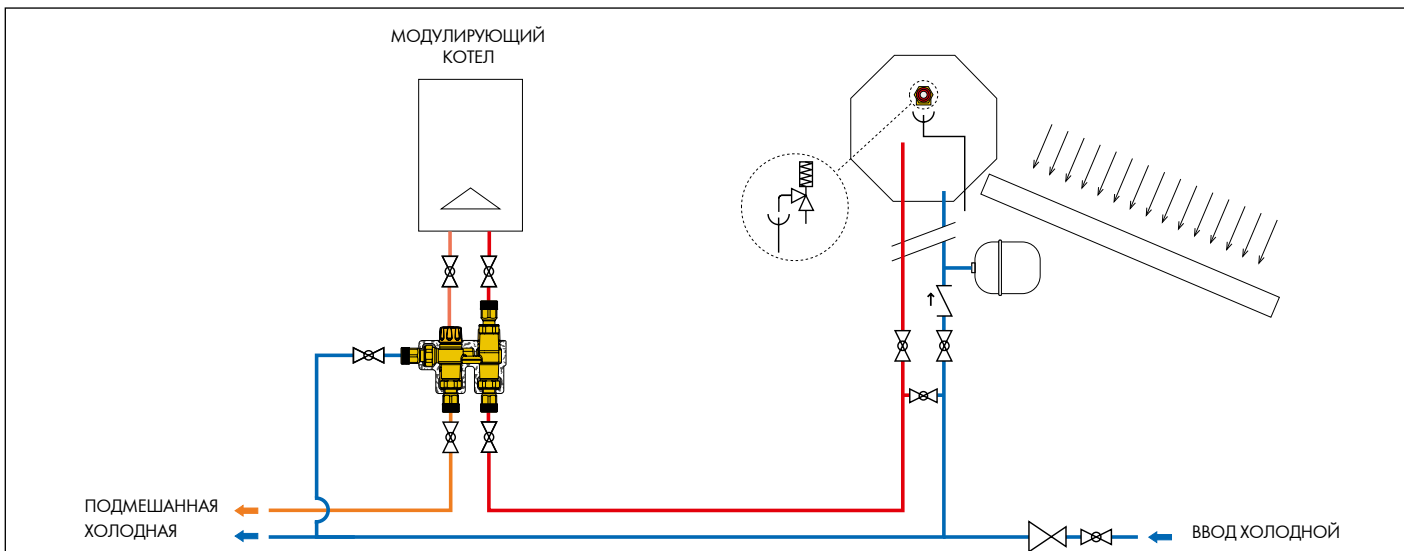 МОДУЛИРУЮЩИЙ
КОТЕЛ
ПОДМЕШАННАЯ
ХОЛОДНАЯ
ВВОД ХОЛОДНОЙ